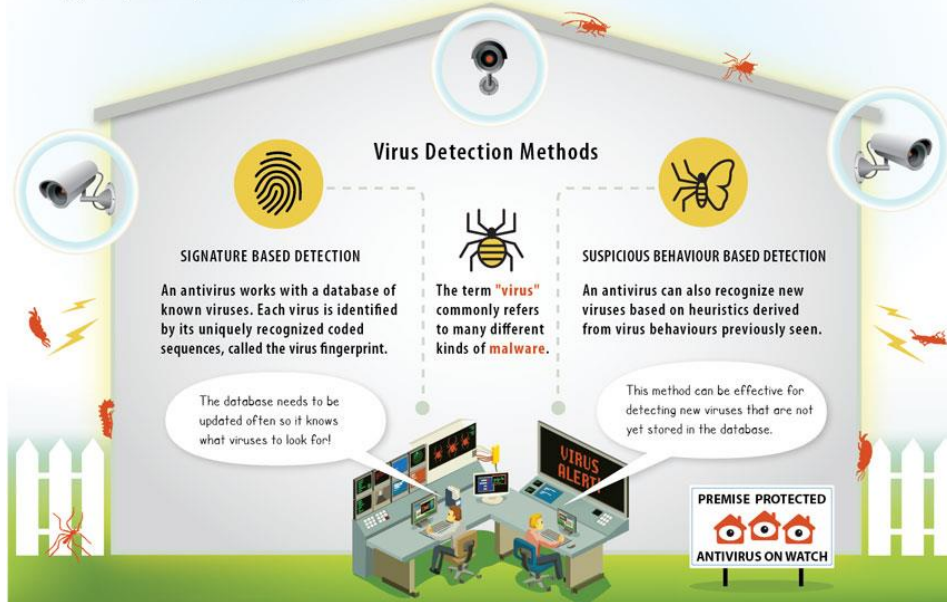 Virus Detection Methods
SIGNATURE BASED DETECTION
An antivirus works with a database of
known viruses. Each virus is identified
by its uniquely recognized coded
sequences, called the virus fingerprint.
The term "virus"
commonly refers
to many different
kinds of malware.
SUSPICIOUS BEHAVIOUR BASED DETECTION
An antivirus can also recognize new
viruses based on heuristics derived
from virus behaviours previously seen.
The database needs to be
updated often so it knows
what viruses to look for!
This method can be effective for
detecting new viruses that are not
yet stored in the database.
VIRUS
ALERT!
PREMISE PROTECTED
ANTIVIRUS ON WATCH